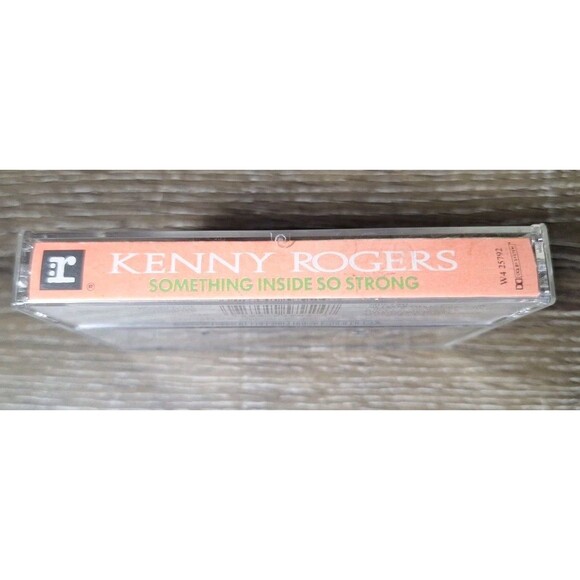 :r
®
KENNY ROGERS
SOMETHING INSIDE SO STRONG
W4 25792